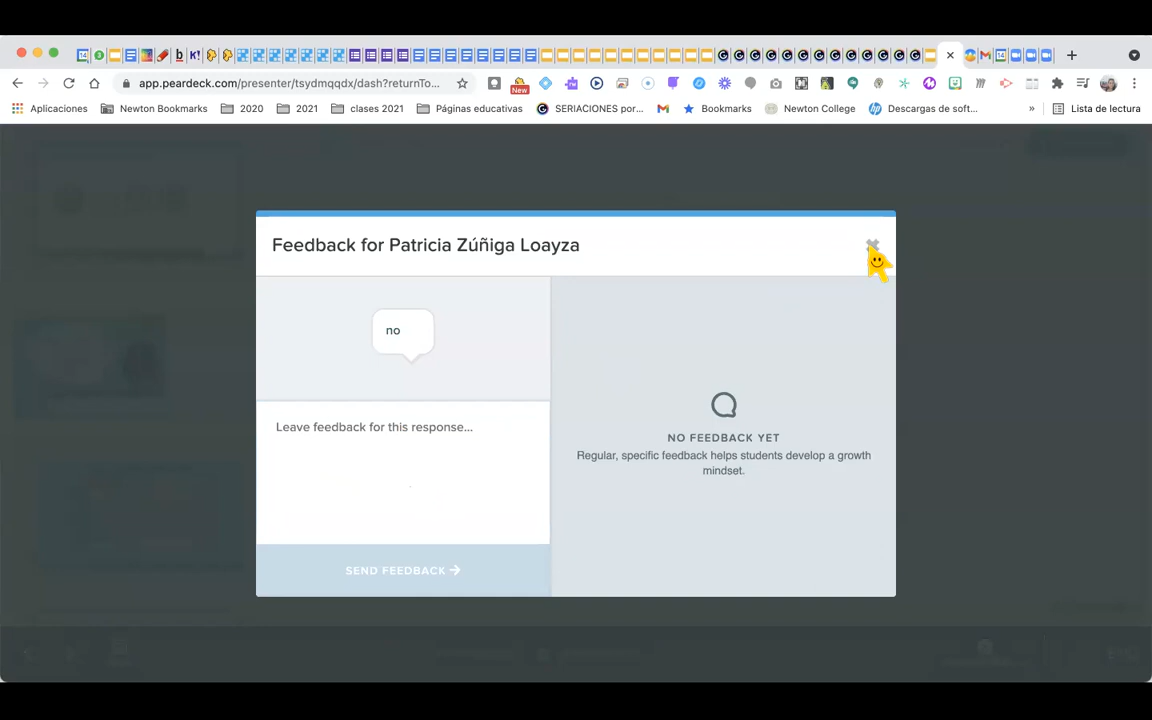 app.peardeck.com/presenter/tsydmqqdx/dash?returnTo...
New
Aplicaciones
Newton Bookmarks
2020
2021
clases 2021
Páginas educativas
SERIACIONES por...
Bookmarks
Newton College
Descargas de soft...
»
Lista de lectura
Feedback for Patricia Zúñiga Loayza
no
Leave feedback for this response...
NO FEEDBACK YET
Regular, specific feedback helps students develop a growth
mindset.
SEND FEEDBACK